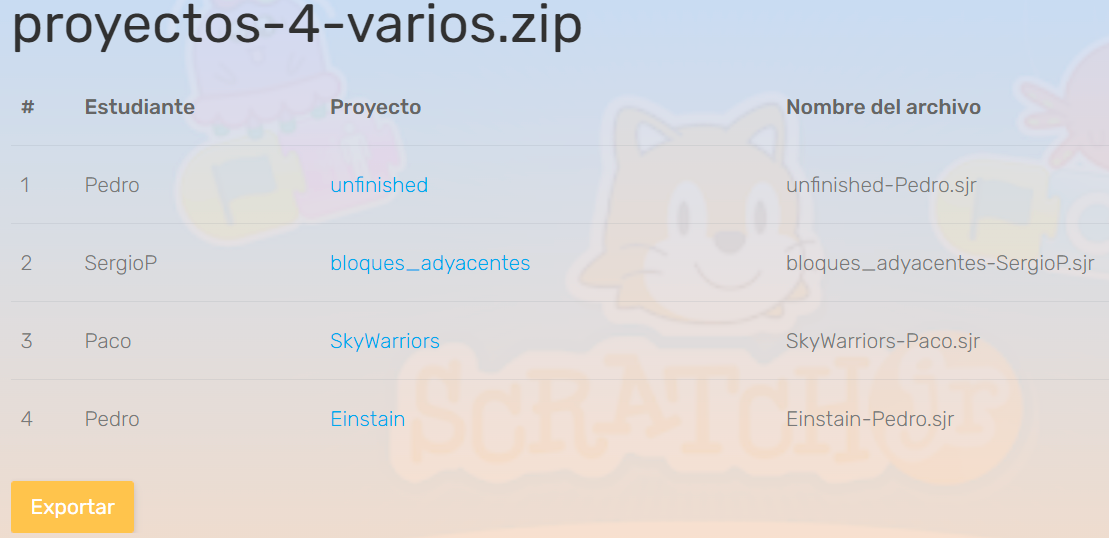 proyectos-4-varios.zip
# Estudiante Proyecto Nombre del archivo
1 Pedro unfinished unfinished-Pedro.sjr
2 SergioP bloques_adyacentes bloques_adyacentes-SergioP.sjr
3 Paco SkyWarriors SkyWarriors-Paco.sjr
4 Pedro Einstain Einstain-Pedro.sjr
SCRATCHJR
Exportar